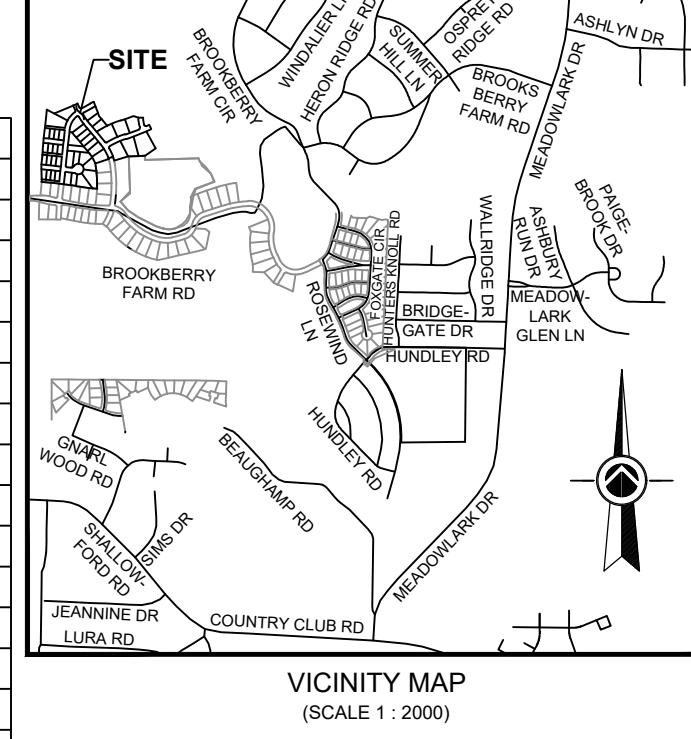 SITE
BROOKBERRY
FARM CIR
WINDALIER L
HERON RIDGE RD
SUMMER
HILL LN
OSPREY
RIDGE RD
BROOKS
BERRY
FARM RD
MEADOWLARK DR
ASHLYN DR
BROOKBERRY
FARM RD
ROSEWIND
LN
FOXGATE CIR
HUNTERS KNOLL RD
WALLRIDGE DR
ASHBURY
RUN DR
PAIGE-
BROOK DR
BRIDGE-
GATE DR
MEADOW-
LARK
GLEN LN
HUNDLEY RD
HUNDLEY RD
GNARL
WOOD RD
BEAUGHAMP RD
SIMS DR
SHALLOW-
FORD RD
MEADOWLARK DR
JEANNINE DR
LURA RD
COUNTRY CLUB RD
VICINITY MAP
(SCALE 1 : 2000)